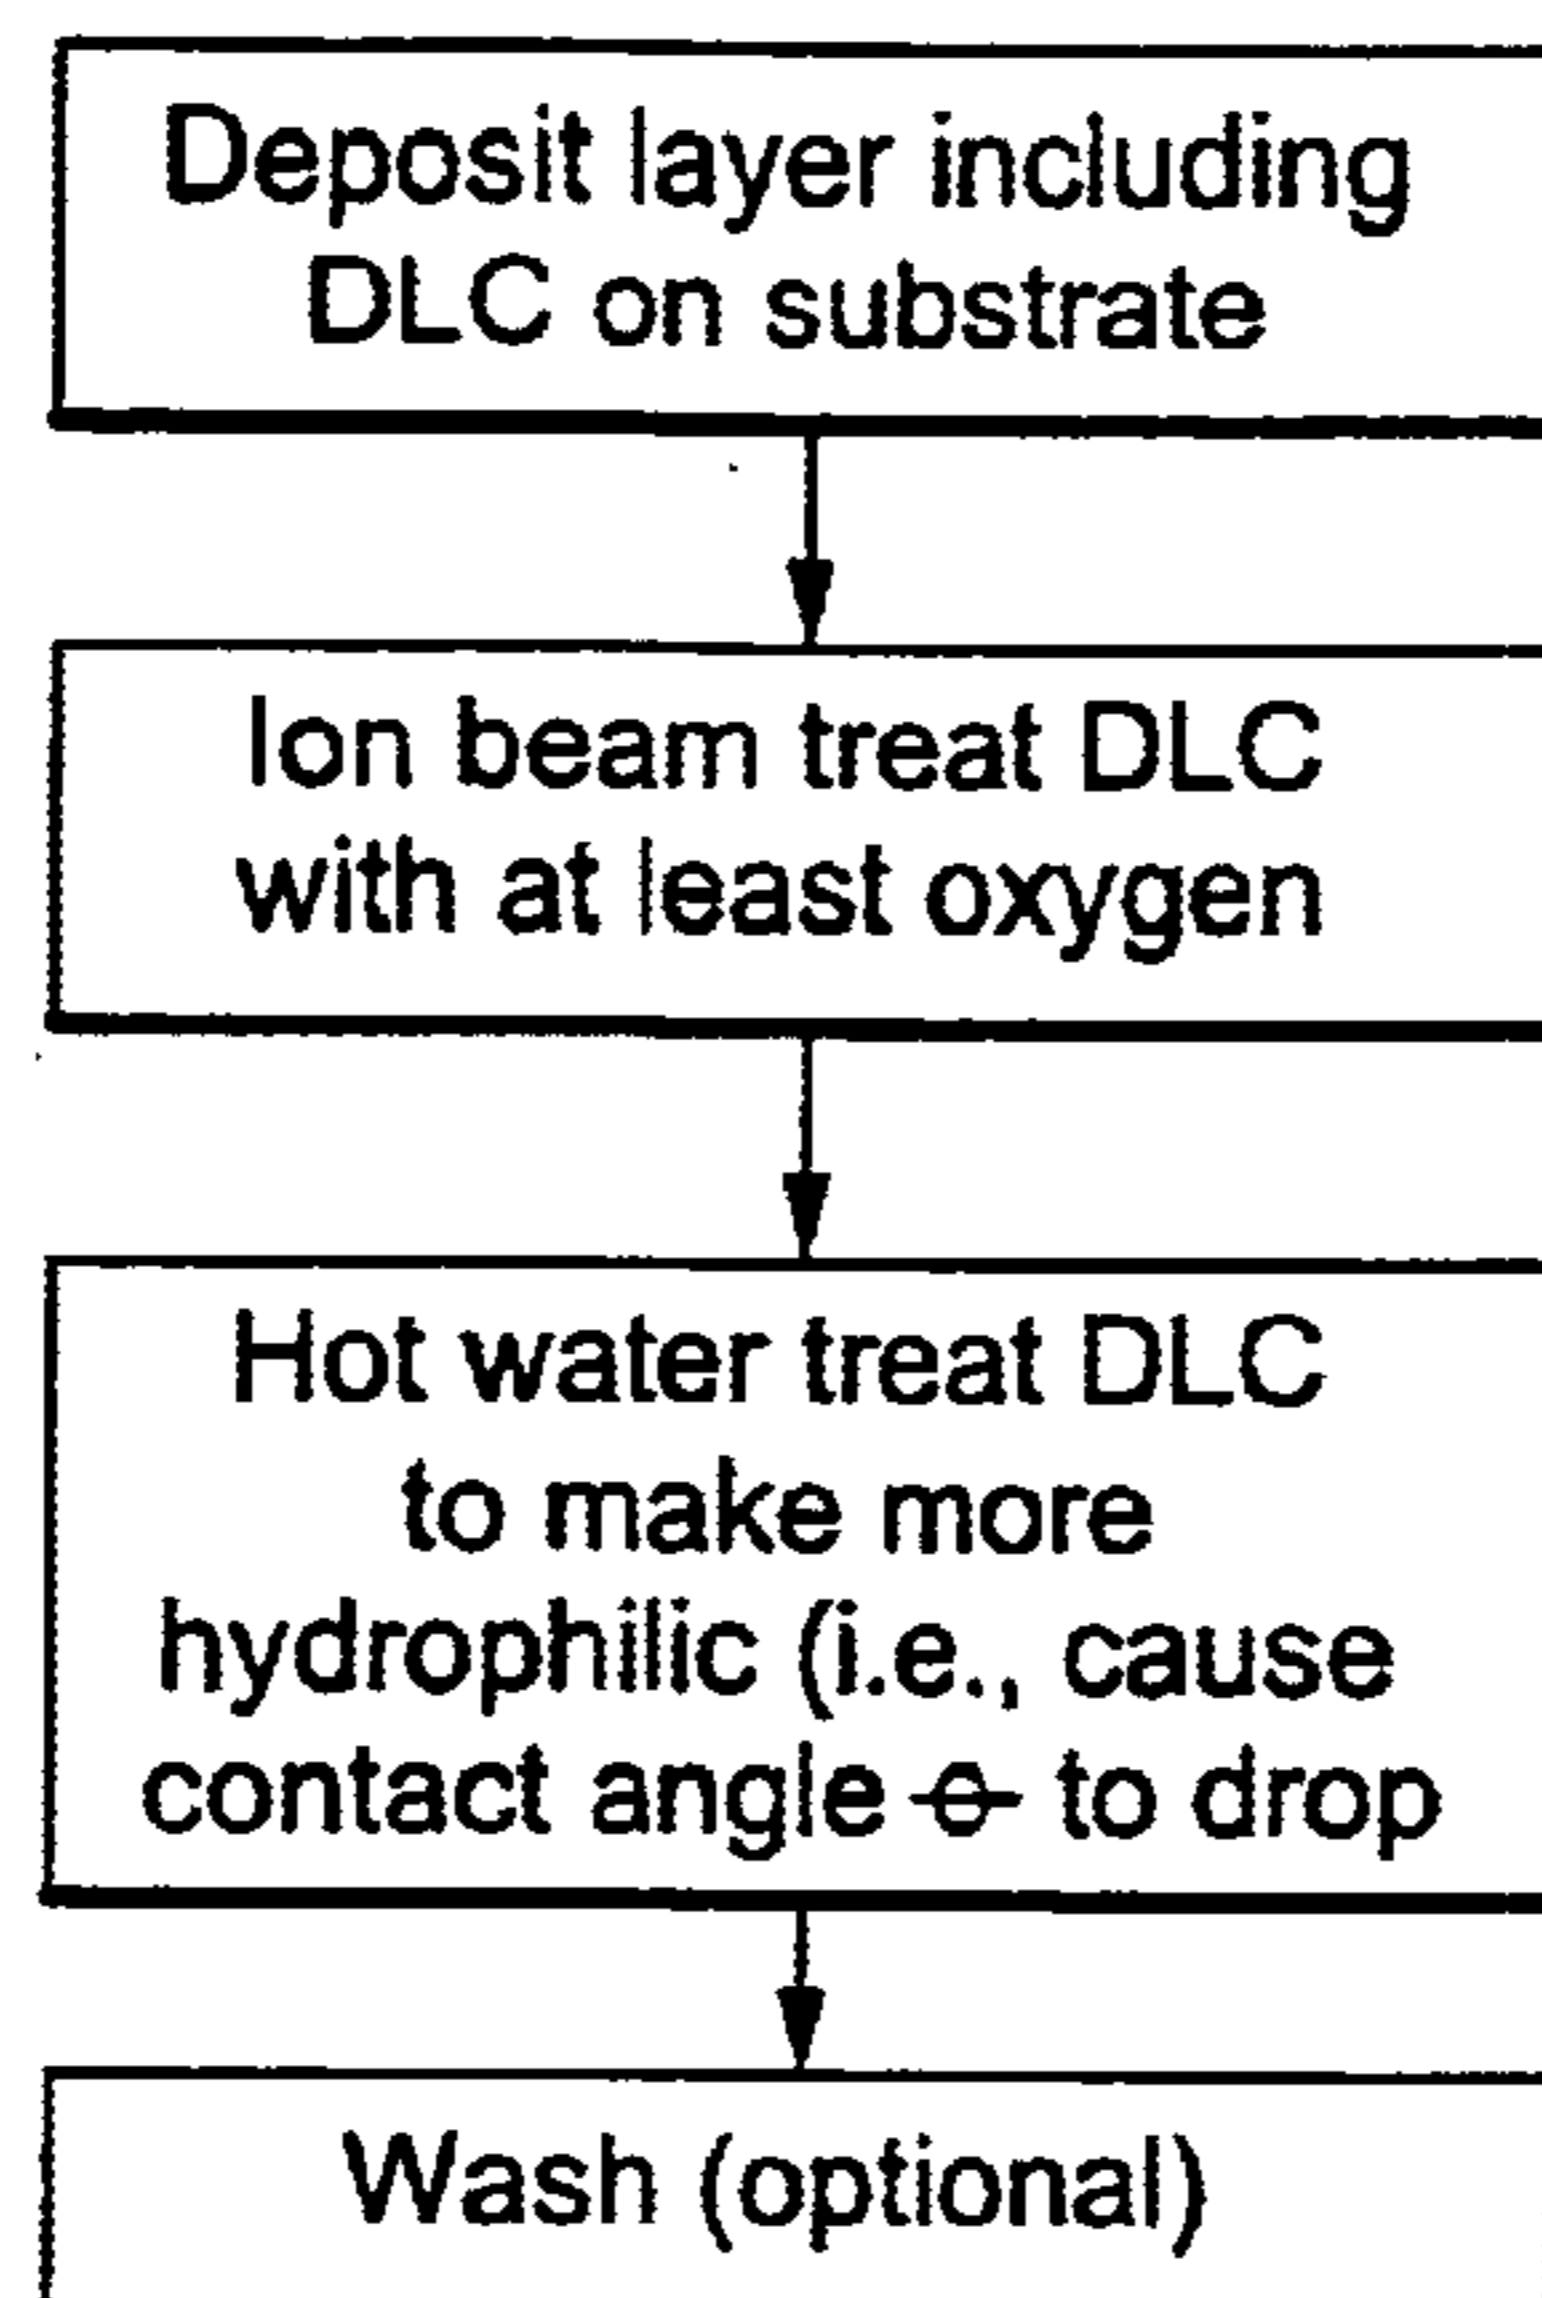 Deposit layer including
DLC on substrate
Ion beam treat DLC
with at least oxygen
Hot water treat DLC
to make more
hydrophilic (i.e., cause
contact angle θ to drop
Wash (optional)